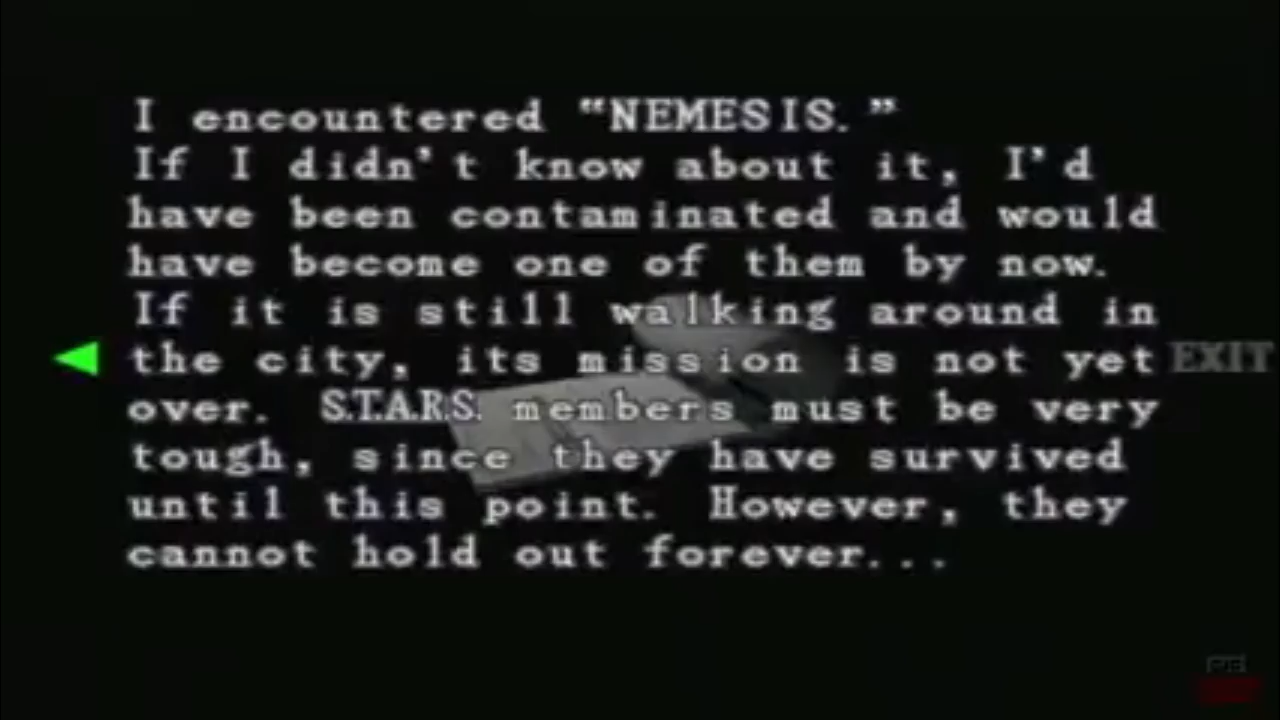 I encountered “NEMESIS.”
If I didn’t know about it, I’d
have been contaminated and would
have become one of them by now.
If it is still walking around in
the city, its mission is not yet
EXIT
over. S.T.A.R.S. members must be very
tough, since they have survived
until this point. However, they
cannot hold out forever...